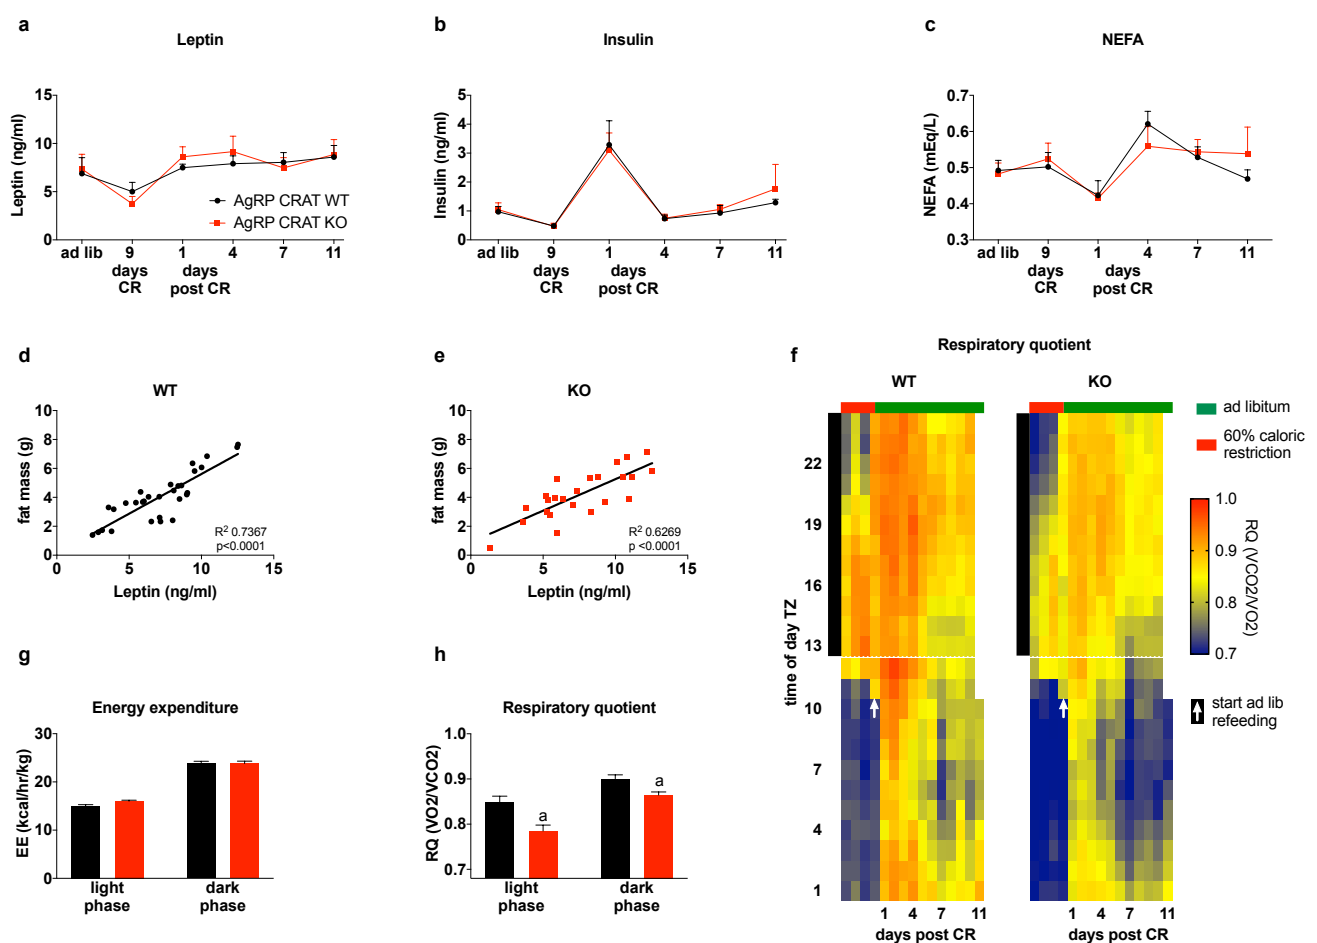 a
Leptin
Leptin (ng/ml)
15
10
5
0
AgRP CRAT WT
AgRP CRAT KO
ad lib
9
1
4
7
11
days
CR
days
post CR
b
Insulin
Insulin (ng/ml)
5
4
3
2
1
0
ad lib
9
1
4
7
11
days
CR
days
post CR
c
NEFA
NEFA (mEq/L)
0.7
0.6
0.5
0.4
0.3
ad lib
9
1
4
7
11
days
CR
days
post CR
d
WT
fat mass (g)
10
8
6
4
2
0
R² 0.7367
p<0.0001
0
5
10
15
Leptin (ng/ml)
e
KO
fat mass (g)
10
8
6
4
2
0
R² 0.6269
p <0.0001
0
5
10
15
Leptin (ng/ml)
f
Respiratory quotient
WT
KO
time of day TZ
22
19
16
13
10
7
4
1
1
4
7
11
days post CR
1
4
7
11
days post CR
ad libitum
60% caloric
restriction
1.0
0.9
0.8
0.7
RQ (VCO2/VO2)
start ad lib
refeeding
g
Energy expenditure
EE (kcal/hr/kg)
30
20
10
0
light
phase
dark
phase
h
Respiratory quotient
RQ (VO2/VCO2)
1.0
0.9
0.8
0.7
a
a
light
phase
dark
phase